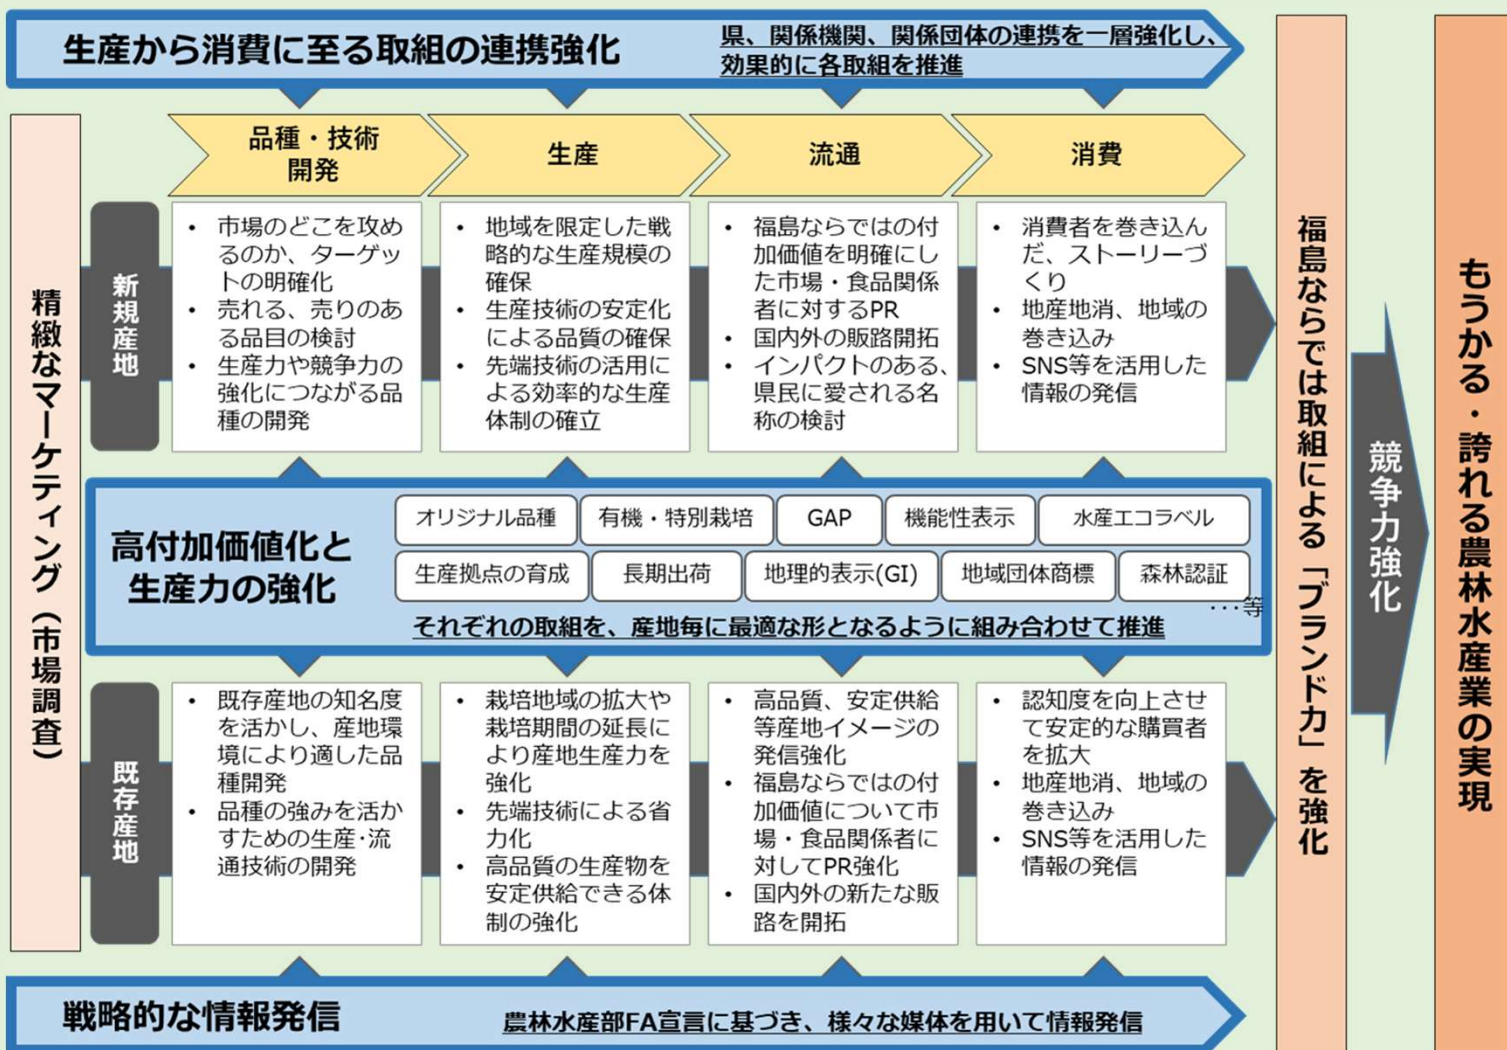 生産から消費に至る取組の連携強化
県、関係機関、関係団体の連携を一層強化し、
効果的に各取組を推進
精緻なマーケティング（市場調査）
品種・技術
開発
生産
流通
消費
新規産地
• 市場のどこを攻め
るのか、ターゲッ
トの明確化
• 売れる、売りのあ
る品目の検討
• 生産力や競争力の
強化につながる品
種の開発
• 地域を限定した戦
略的な生産規模の
確保
• 生産技術の安定化
による品質の確保
• 先端技術の活用によ
る効率的な生産
体制の確立
• 福島ならではの付
加価値を明確にし
た市場・食品関係
者に対するPR
• 国内外の販路開拓
• インパクトのある、
県民に愛される名
称の検討
• 消費者を巻き込ん
だ、ストーリーづ
くり
• 地産地消、地域の
巻き込み
• SNS等を活用した
情報の発信
高付加価値化と
生産力の強化
オリジナル品種
有機・特別栽培
GAP
機能性表示
水産エコラベル
生産拠点の育成
長期出荷
地理的表示(GI)
地域団体商標
森林認証
･･･等
それぞれの取組を、産地毎に最適な形となるように組み合わせて推進
既存産地
• 既存産地の知名度
を活かし、産地環
境により適した品
種開発
• 品種の強みを活か
すための生産･流
通技術の開発
• 栽培地域の拡大や
栽培期間の延長に
より産地生産力を
強化
• 先端技術による省
力化
• 高品質の生産物を
安定供給できる体
制の強化
• 高品質、安定供給
等産地イメージの
発信強化
• 福島ならではの付
加価値について市
場・食品関係者に
対してPR強化
• 国内外の新たな販
路を開拓
• 認知度を向上させ
て安定的な購買者
を拡大
• 地産地消、地域の
巻き込み
• SNS等を活用した
情報の発信
戦略的な情報発信
農林水産部FA宣言に基づき、様々な媒体を用いて情報発信
福島ならでは取組による「ブランド力」を強化
競争力強化
もうかる・誇れる農林水産業の実現